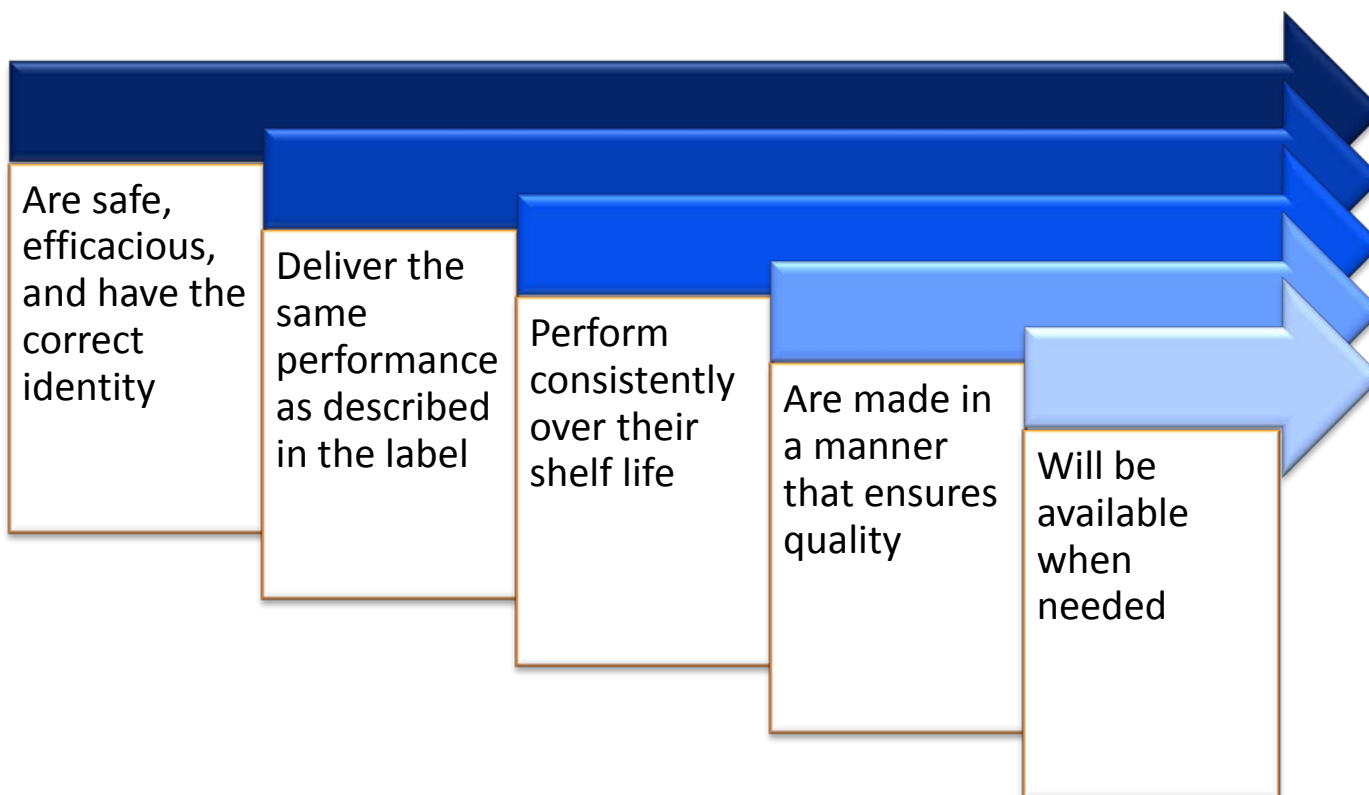 Are safe,
efficacious,
and have the
correct
identity
Deliver the
same
performance
as described
in the label
Perform
consistently
over their
shelf life
Are made in
a manner
that ensures
quality
Will be
available
when
needed